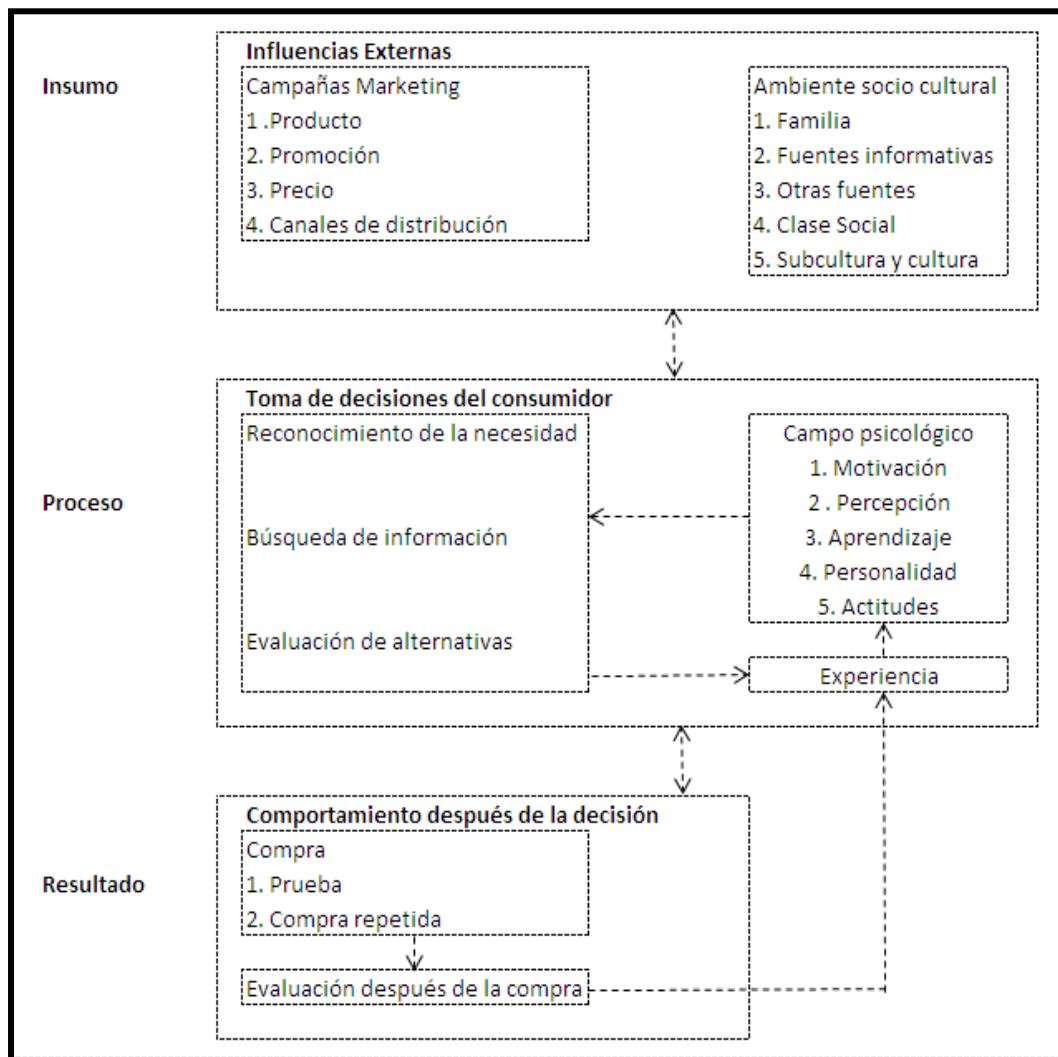 Influencias Externas
Insumo
Campañas Marketing
1 .Producto
2. Promoción
3. Precio
4. Canales de distribución
Ambiente socio cultural
1. Familia
2. Fuentes informativas
3. Otras fuentes
4. Clase Social
5. Subcultura y cultura
Toma de decisiones del consumidor
Proceso
Reconocimiento de la necesidad
Búsqueda de información
Evaluación de alternativas
Campo psicológico
1. Motivación
2 . Percepción
3. Aprendizaje
4. Personalidad
5. Actitudes
Experiencia
Comportamiento después de la decisión
Resultado
Compra
1. Prueba
2. Compra repetida
Evaluación después de la compra